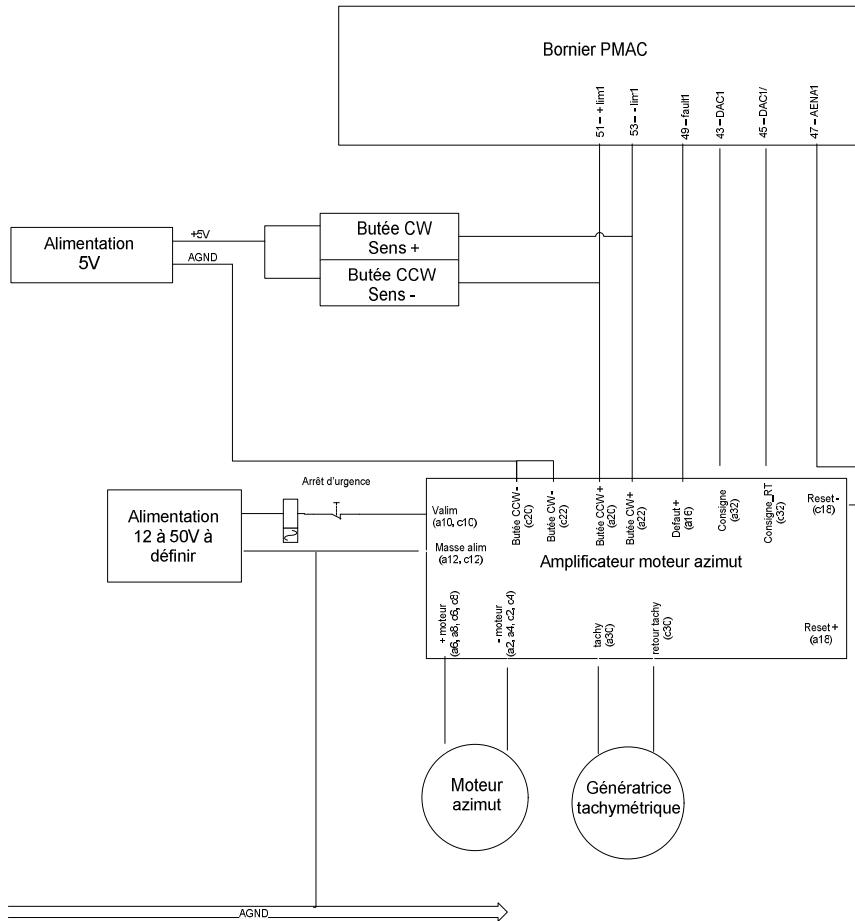 Bornier PMAC
51 – + lim1
53 – - lim1
49 – fault1
43 –DAC1
45 –DAC1/
47 –AENA1
Alimentation
5V
+5V
AGND
Butée CW
Sens +
Butée CCW
Sens -
Arrêt d'urgence
Alimentation
12 à 50V à
définir
Valim
(a10, c10)
Masse alim
(a12, c12)
Butée CCW -
(c20)
Butée CW -
(c22)
Butée CCW +
(a20)
Butée CW +
(a22)
Defaut +
(a16)
Consigne
(a32)
Consigne_RT
(c32)
Reset -
(c18)
Amplificateur moteur azimut
+ moteur
(a6, a8, c6, c8)
- moteur
(a2, a4, c2, c4)
tachy
(a30)
retour tachy
(c30)
Reset +
(a18)
Moteur
azimut
Génératrice
tachymétrique
AGND